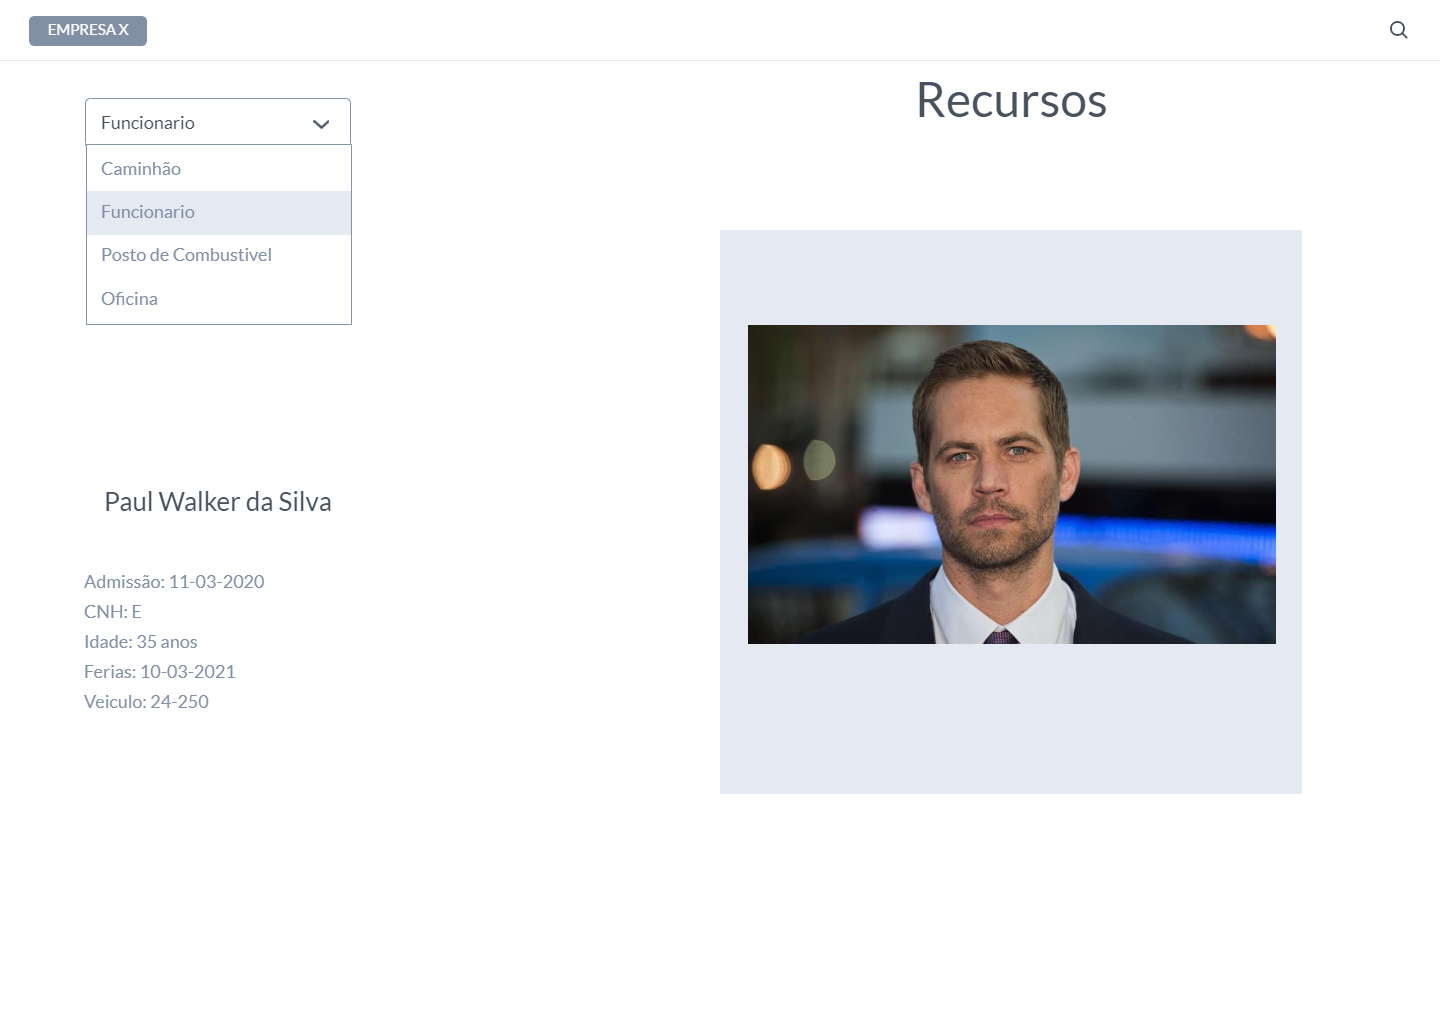 EMPRESA X
Recursos
Funcionario
Caminhão
Funcionario
Posto de Combustivel
Oficina
Paul Walker da Silva
Admissão: 11-03-2020
CNH: E
Idade: 35 anos
Ferias: 10-03-2021
Veiculo: 24-250